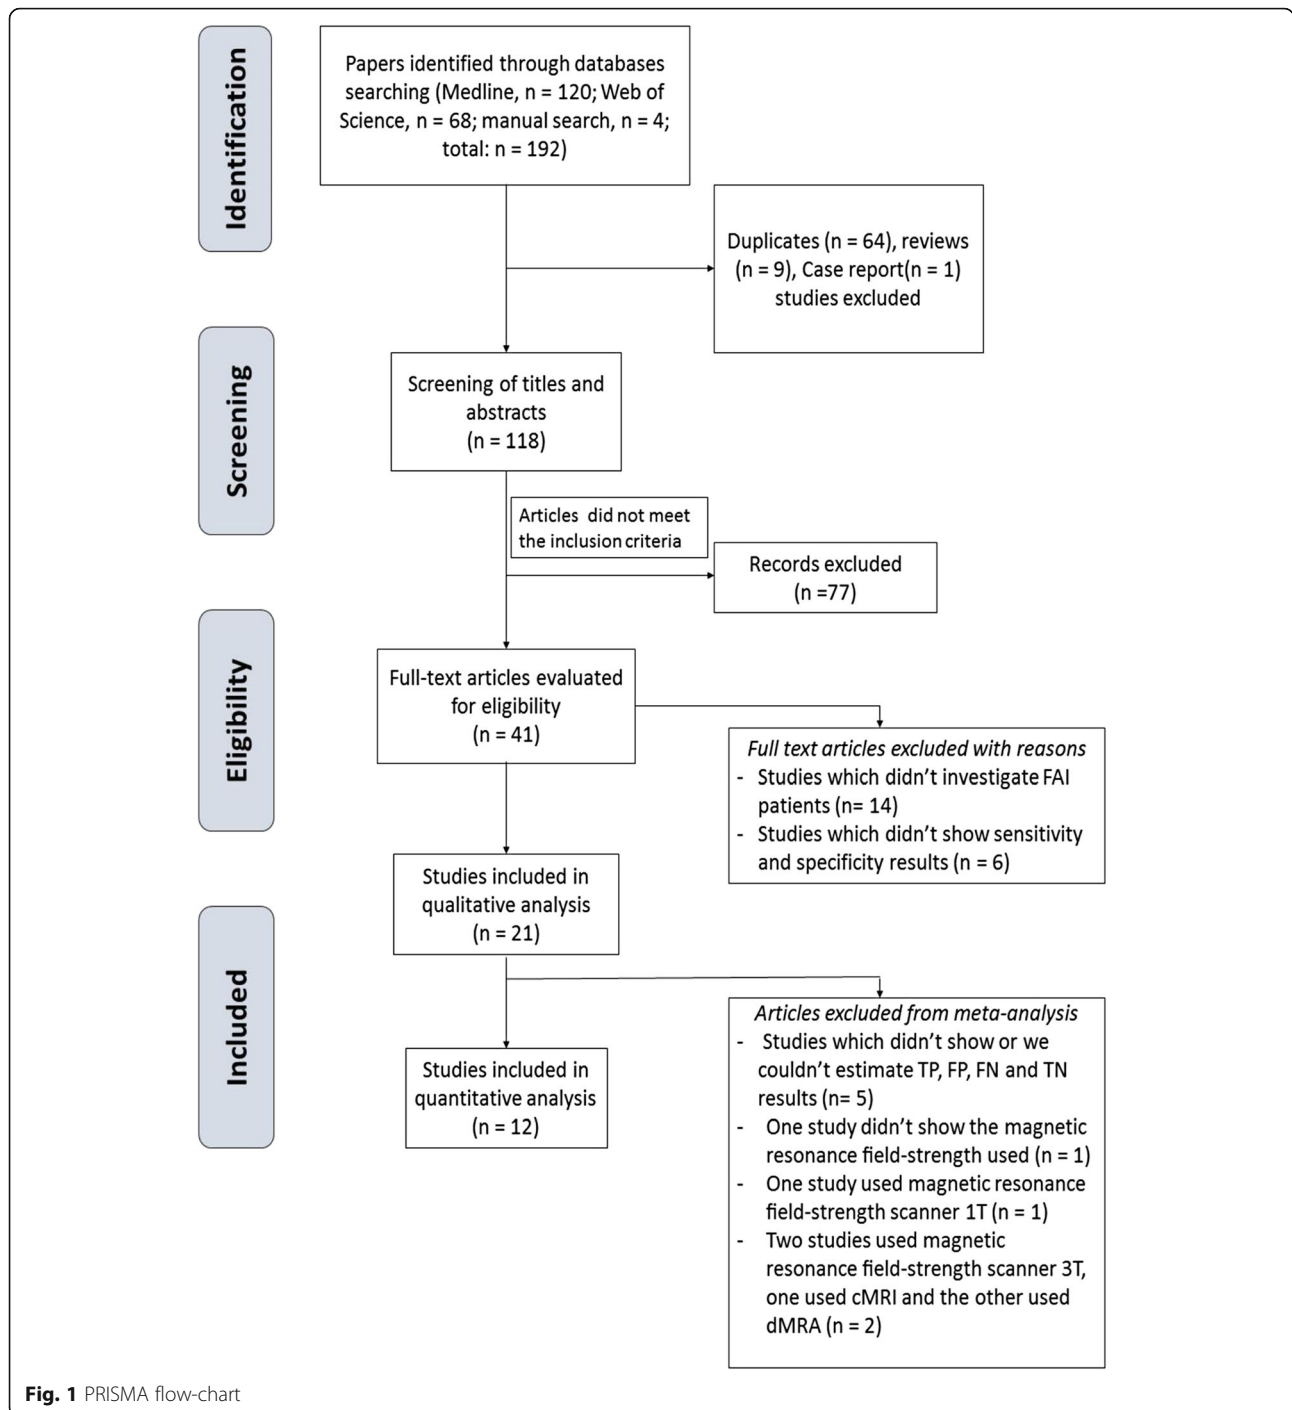 Identification
Papers identified through databases
searching (Medline, n = 120; Web of
Science, n = 68; manual search, n = 4;
total: n = 192)
Duplicates (n = 64), reviews
(n = 9), Case report(n = 1)
studies excluded
Screening
Screening of titles and
abstracts
(n = 118)
Articles did not meet
the inclusion criteria
Records excluded
(n =77)
Eligibility
Full-text articles evaluated
for eligibility
(n = 41)
Full text articles excluded with reasons
- Studies which didn't investigate FAI
patients (n= 14)
- Studies which didn't show sensitivity
and specificity results (n = 6)
Included
Studies included in
qualitative analysis
(n = 21)
Articles excluded from meta-analysis
- Studies which didn't show or we
couldn't estimate TP, FP, FN and TN
results (n= 5)
- One study didn't show the magnetic
resonance field-strength used (n = 1)
- One study used magnetic resonance
field-strength scanner 1T (n = 1)
- Two studies used magnetic
resonance field-strength scanner 3T,
one used cMRI and the other used
dMRA (n = 2)
Studies included in
quantitative analysis
(n = 12)
Fig. 1 PRISMA flow-chart